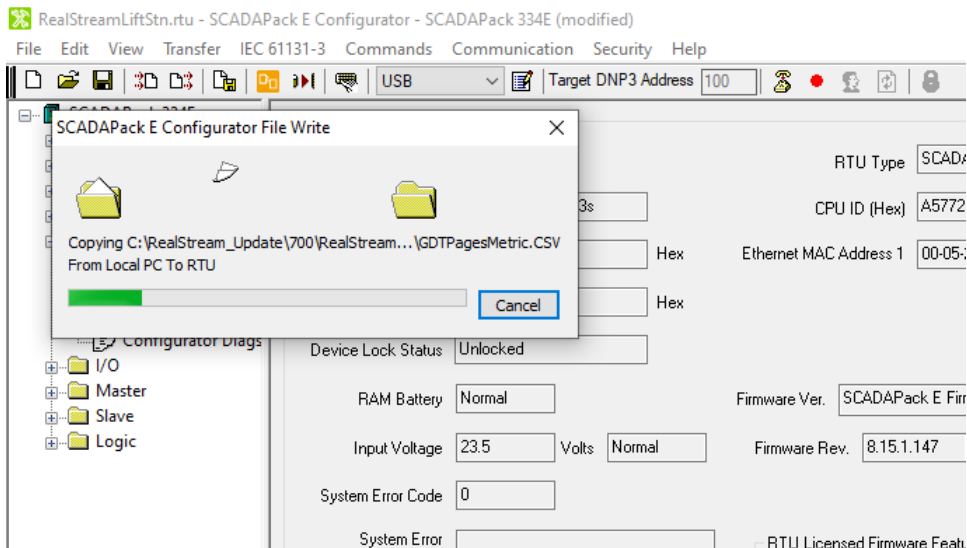 RealStreamLiftStn.rtu - SCADAPack E Configurator - SCADAPack 334E (modified)
File Edit View Transfer IEC 61131-3 Commands Communication Security Help
USB Target DNP3 Address 100
SCADAPack E Configurator File Write
RTU Type SCADA
3s CPU ID (Hex) A5772
Copying C:\RealStream_Update\700\RealStream...\GDTPagesMetric.CSV
Hex Ethernet MAC Address 1 00-05-
From Local PC To RTU
Cancel Hex
Configurator Diags
Device Lock Status Unlocked
I/O
Master
RAM Battery Normal Firmware Ver. SCADAPack E Firm
Slave
Logic
Input Voltage 23.5 Volts Normal Firmware Rev. 8.15.1.147
System Error Code 0
System Error
RTU Licensed Firmware Featu